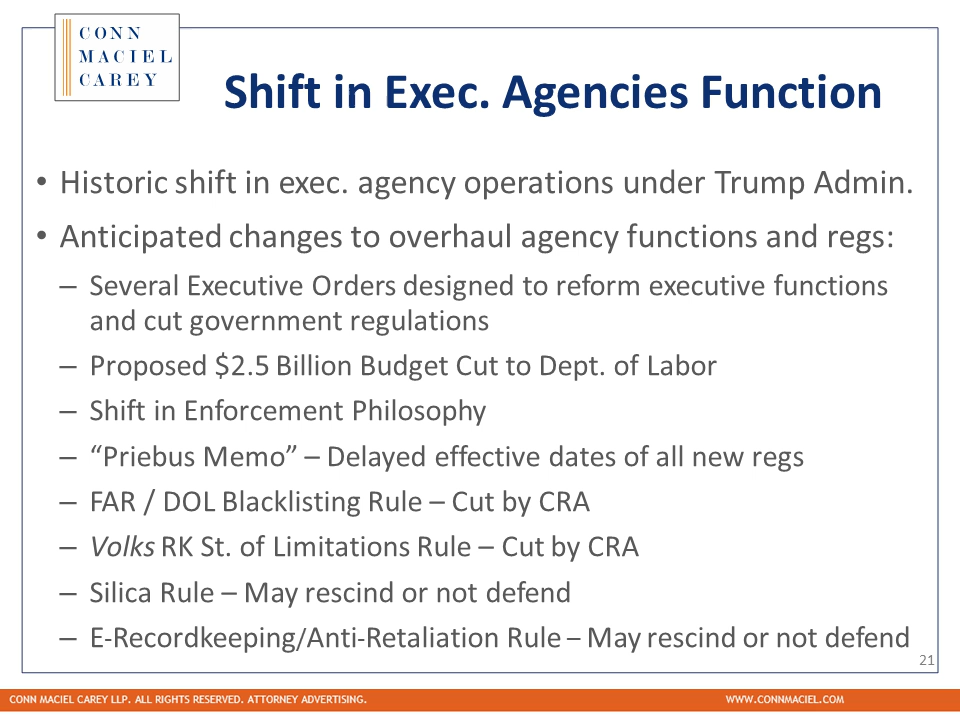 CONN
MACIEL
CAREY
Shift in Exec. Agencies Function
• Historic shift in exec. agency operations under Trump Admin.
• Anticipated changes to overhaul agency functions and regs:
– Several Executive Orders designed to reform executive functions
and cut government regulations
– Proposed $2.5 Billion Budget Cut to Dept. of Labor
– Shift in Enforcement Philosophy
– “Priebus Memo” – Delayed effective dates of all new regs
– FAR / DOL Blacklisting Rule – Cut by CRA
– Volks RK St. of Limitations Rule – Cut by CRA
– Silica Rule – May rescind or not defend
– E-Recordkeeping/Anti-Retaliation Rule – May rescind or not defend
21
CONN MACIEL CAREY LLP. ALL RIGHTS RESERVED. ATTORNEY ADVERTISING. WWW.CONNMACIEL.COM